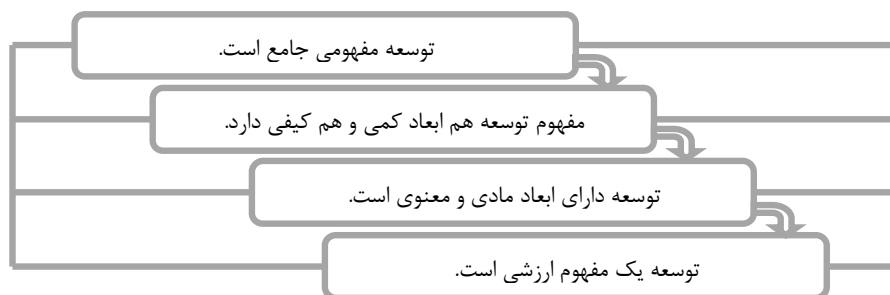 توسعه مفهومی جامع است.
مفهوم توسعه هم ابعاد کمی و هم کیفی دارد.
توسعه دارای ابعاد مادی و معنوی است.
توسعه یک مفهوم ارزشی است.